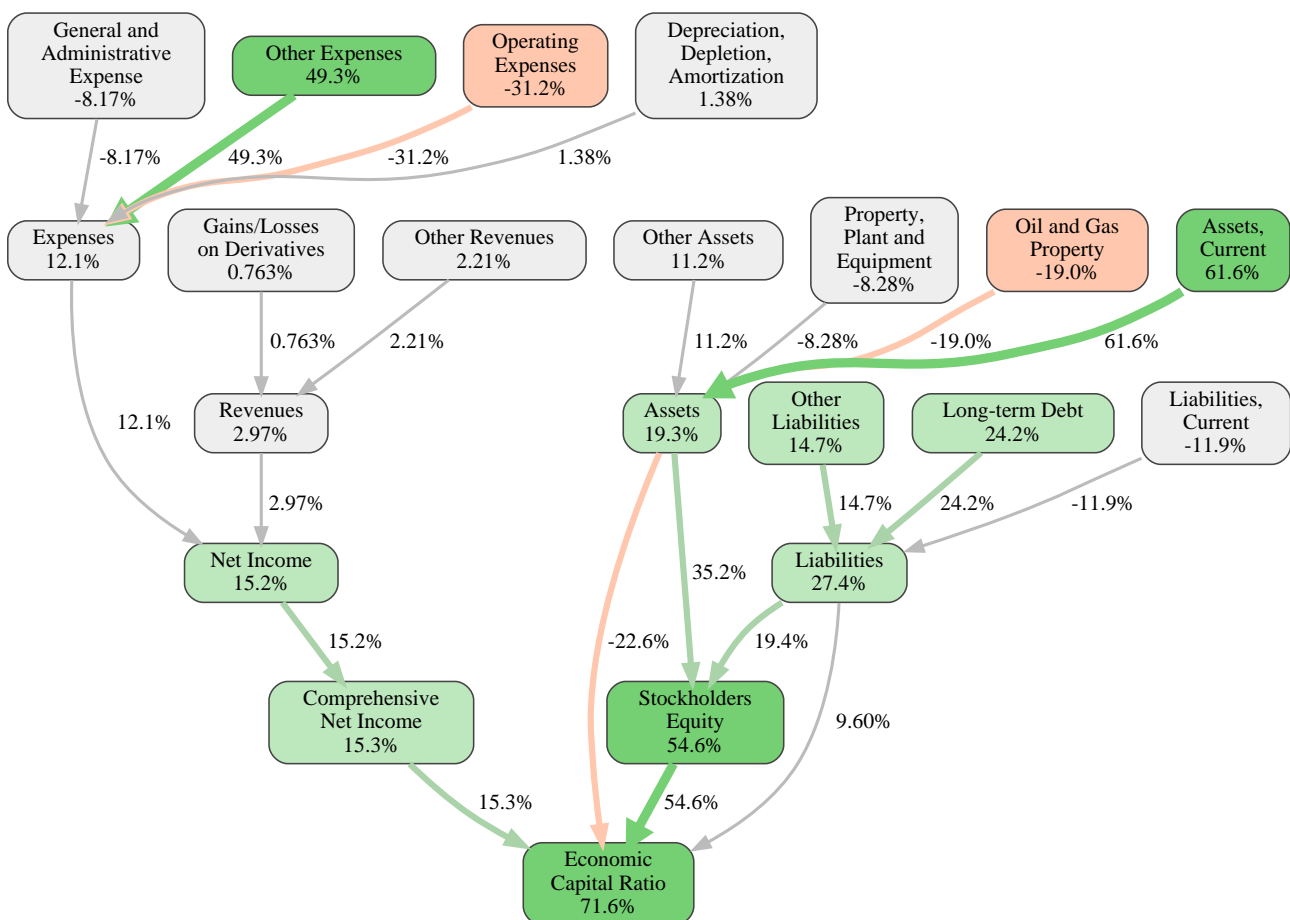 General and
Administrative
Expense
-8.17%
Other Expenses
49.3%
Operating
Expenses
-31.2%
Depreciation,
Depletion,
Amortization
1.38%
-8.17%
49.3%
-31.2%
1.38%
Expenses
12.1%
Gains/Losses
on Derivatives
0.763%
Other Revenues
2.21%
Other Assets
11.2%
Property,
Plant and
Equipment
-8.28%
Oil and Gas
Property
-19.0%
Assets,
Current
61.6%
0.763%
2.21%
11.2%
-8.28%
-19.0%
61.6%
12.1%
Revenues
2.97%
Assets
19.3%
Other
Liabilities
14.7%
Long-term Debt
24.2%
Liabilities,
Current
-11.9%
2.97%
14.7%
24.2%
-11.9%
Net Income
15.2%
35.2%
Liabilities
27.4%
15.2%
-22.6%
19.4%
Comprehensive
Net Income
15.3%
Stockholders
Equity
54.6%
9.60%
15.3%
54.6%
Economic
Capital Ratio
71.6%